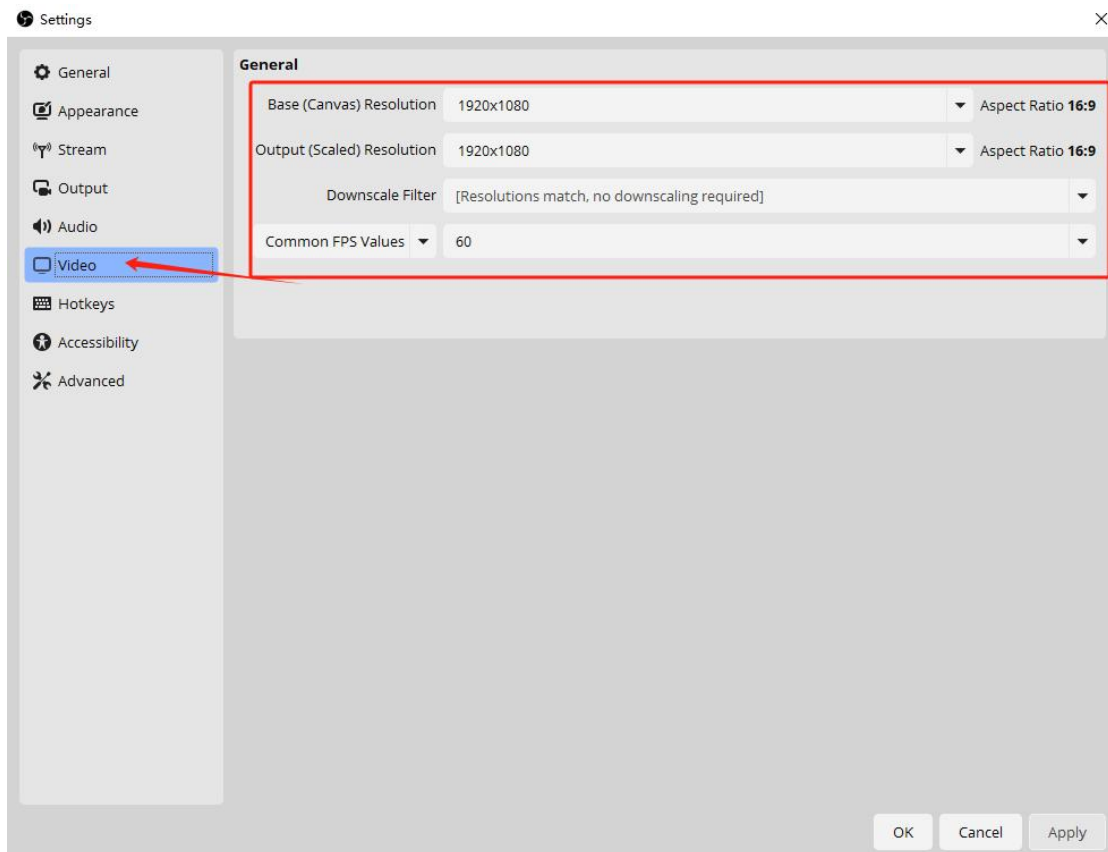 Settings
General
Appearance
Stream
Output
Audio
Video
Hotkeys
Accessibility
Advanced
General
Base (Canvas) Resolution 1920x1080 Aspect Ratio 16:9
Output (Scaled) Resolution 1920x1080 Aspect Ratio 16:9
Downscale Filter [Resolutions match, no downscaling required]
Common FPS Values 60
OK Cancel Apply